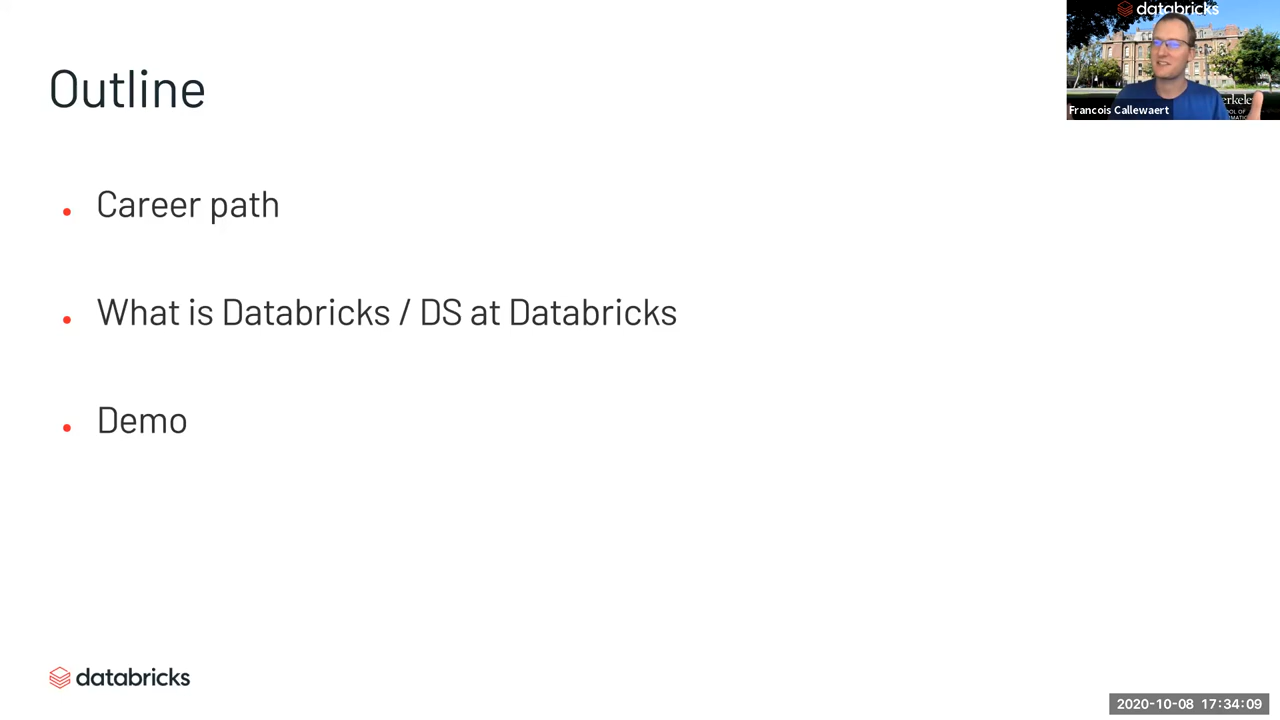 databricks
Outline
Francois Callewaert
Career path
What is Databricks / DS at Databricks
Demo
databricks
2020-10-08 17:34:09